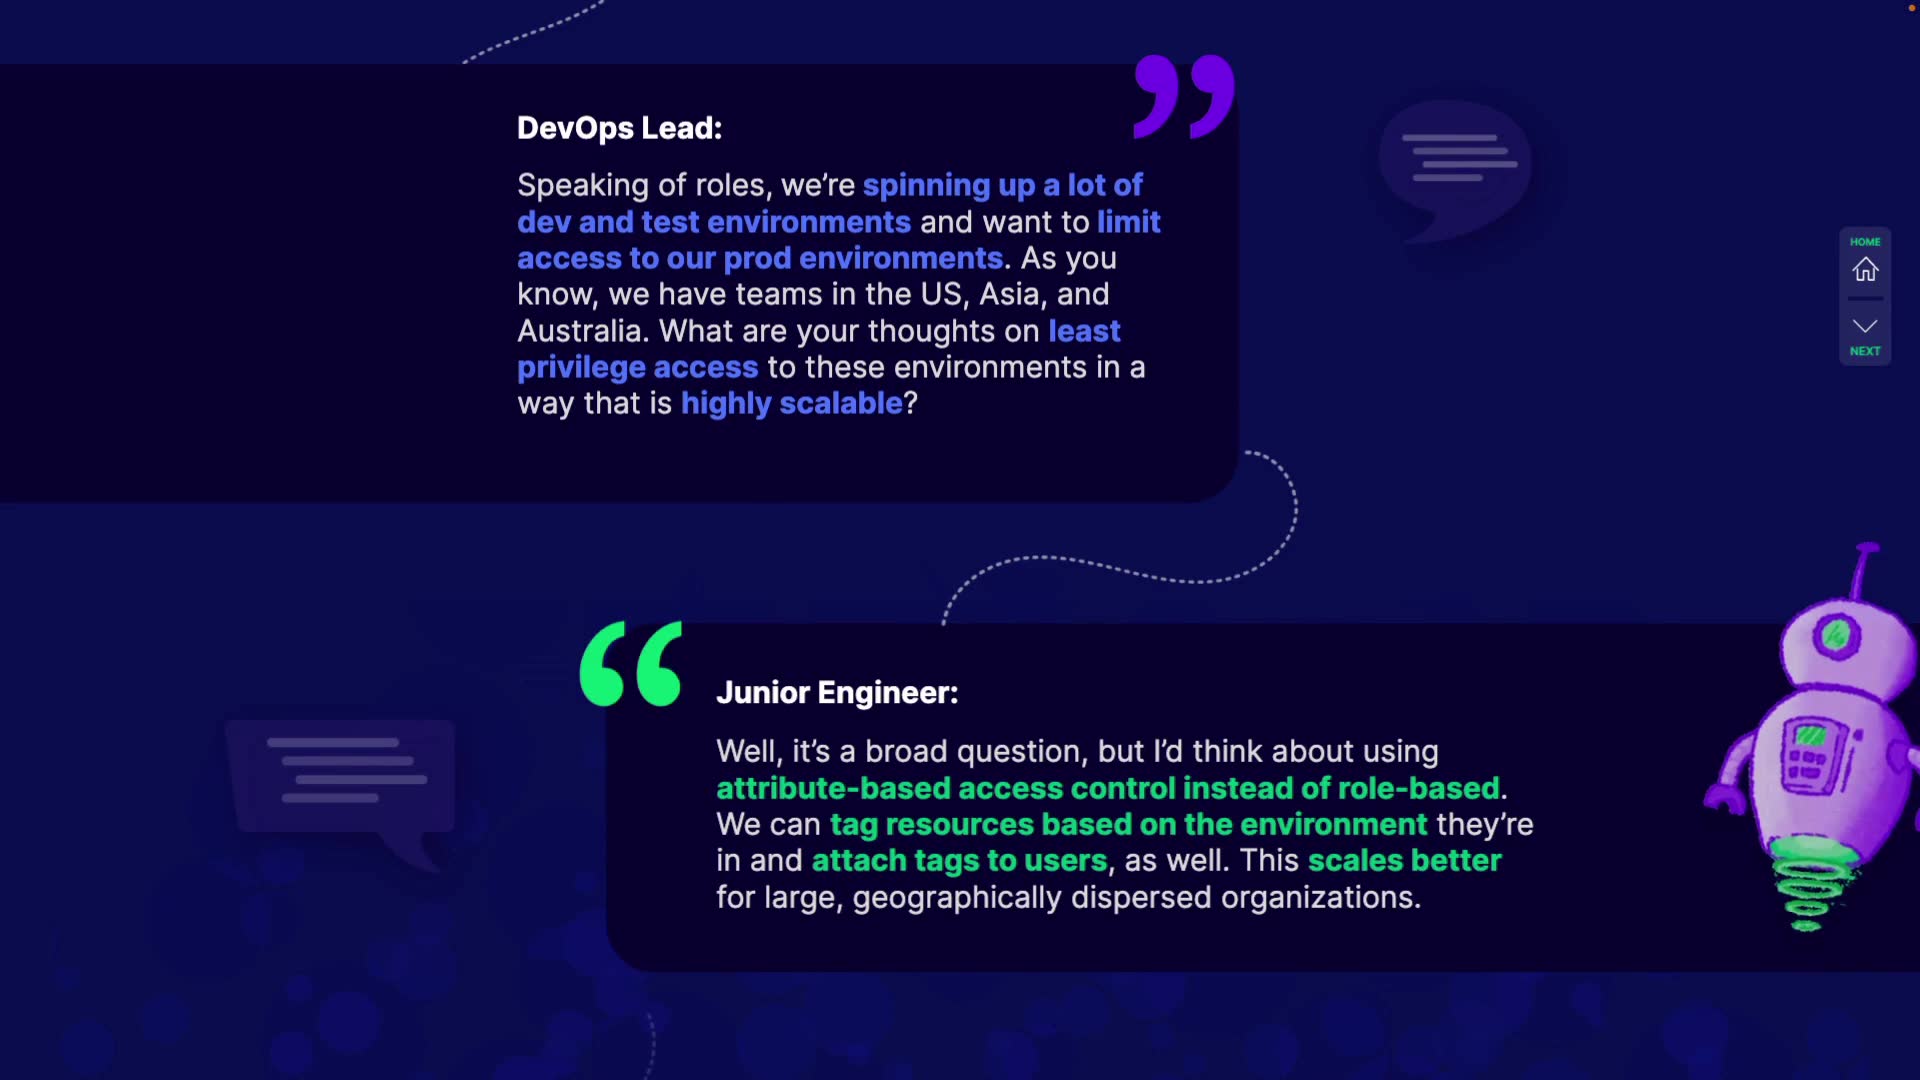 DevOps Lead:
Speaking of roles, we’re spinning up a lot of
dev and test environments and want to limit
access to our prod environments. As you
know, we have teams in the US, Asia, and
Australia. What are your thoughts on least
privilege access to these environments in a
way that is highly scalable?
HOME
NEXT
Junior Engineer:
Well, it’s a broad question, but I’d think about using
attribute-based access control instead of role-based.
We can tag resources based on the environment they’re
in and attach tags to users, as well. This scales better
for large, geographically dispersed organizations.